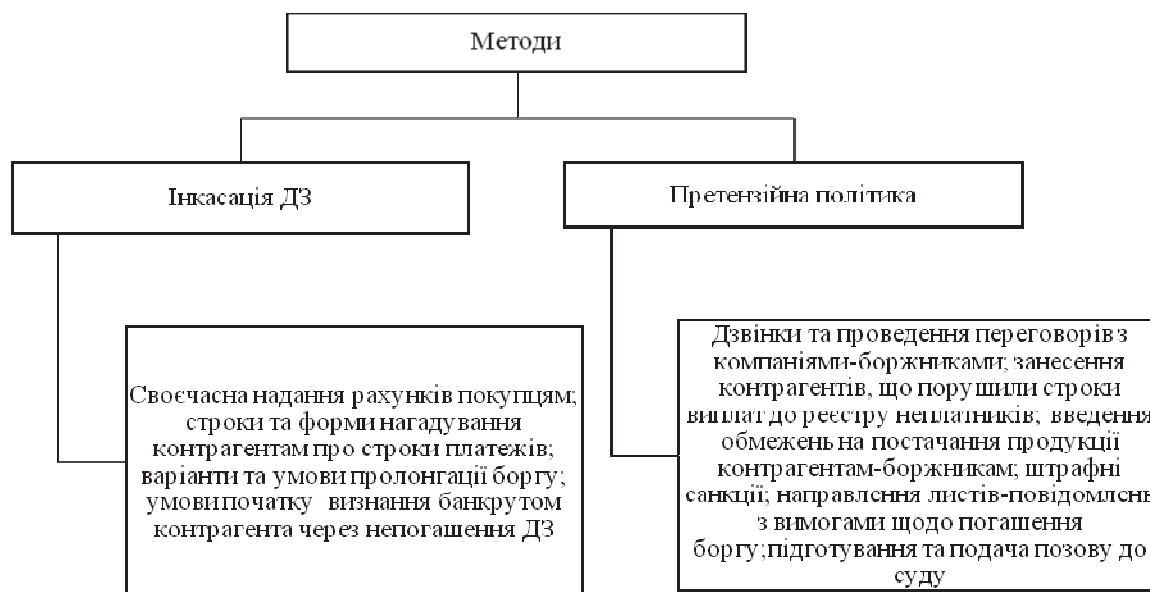 Методи
Інкасація ДЗ
Претензійна політика
Своєчасна надання рахунків покупцям;
строки та форми нагадування
контрагентам про строки платежів;
варіанти та умови пролонгації боргу;
умови початку визнання банкрутом
контрагента через непогашення ДЗ
Дзвінки та проведення переговорів з
компаніями-боржниками; занесення
контрагентів, що порушили строки
виплат до реєстру неплатників; введення
обмежень на постачання продукції
контрагентам-боржникам; штрафні
санкції; направлення листів-повідомлень
з вимогами щодо погашення
боргу;підготування та подача позову до
суду